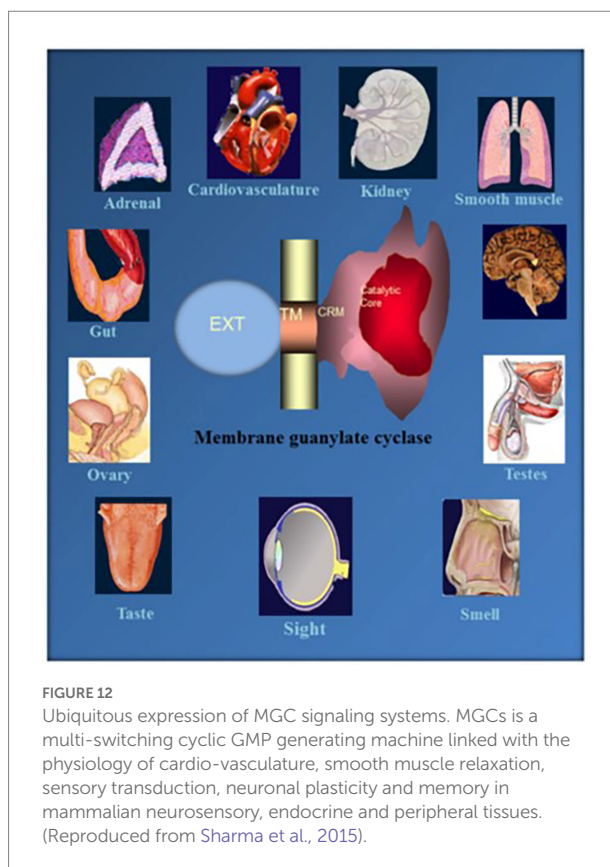 Adrenal
Cardiovasculature
Kidney
Smooth muscle
Gut
EXT
TM
CRM
Catalytic
Core
Membrane guanylate cyclase
Ovary
Testes
Taste
Sight
Smell
FIGURE 12
Ubiquitous expression of MGC signaling systems. MGCs is a
multi-switching cyclic GMP generating machine linked with the
physiology of cardio-vasculature, smooth muscle relaxation,
sensory transduction, neuronal plasticity and memory in
mammalian neurosensory, endocrine and peripheral tissues.
(Reproduced from Sharma et al., 2015).